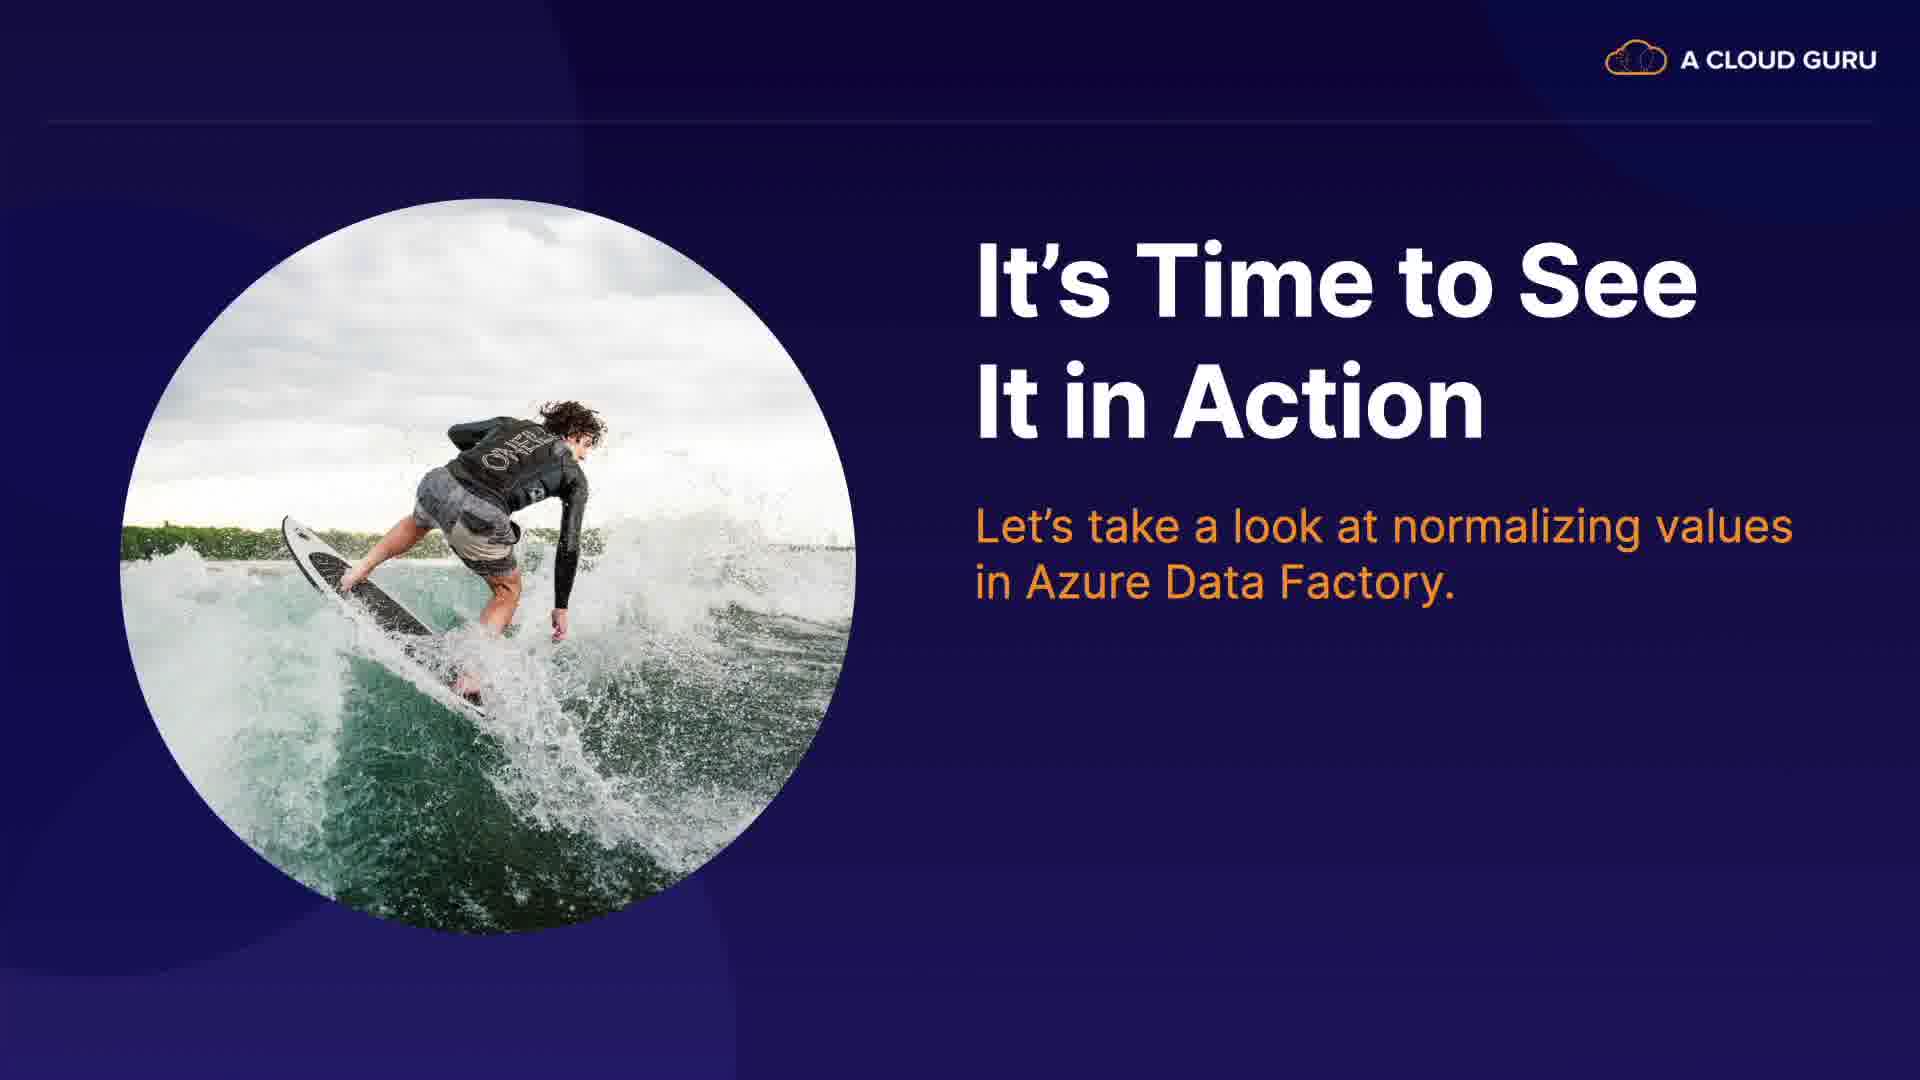 A CLOUD GURU
It’s Time to See
It in Action
Let’s take a look at normalizing values
in Azure Data Factory.